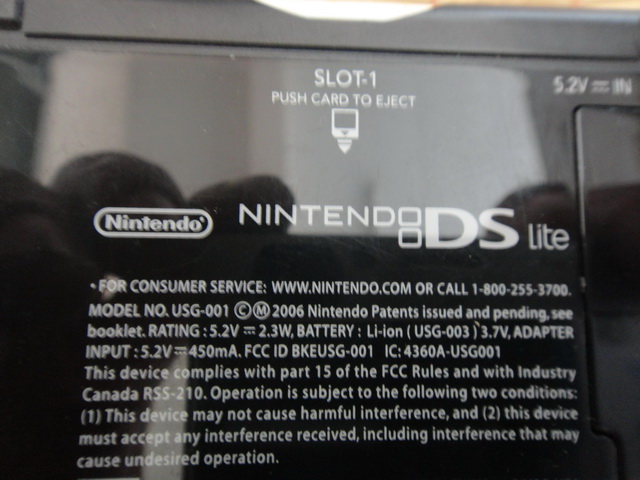 SLOT-1
PUSH CARD TO EJECT
5.2V ⎓ IN
Nintendo
NINTENDO DS lite
• FOR CONSUMER SERVICE: WWW.NINTENDO.COM OR CALL 1-800-255-3700.
MODEL NO. USG-001 ©Ⓜ 2006 Nintendo Patents issued and pending, see
booklet. RATING : 5.2V ⎓ 2.3W, BATTERY : Li-ion ( USG-003 ) 3.7V, ADAPTER
INPUT : 5.2V ⎓ 450mA. FCC ID BKEUSG-001 IC: 4360A-USG001
This device complies with part 15 of the FCC Rules and with Industry
Canada RSS-210. Operation is subject to the following two conditions:
(1) This device may not cause harmful interference, and (2) this device
must accept any interference received, including interference that may
cause undesired operation.